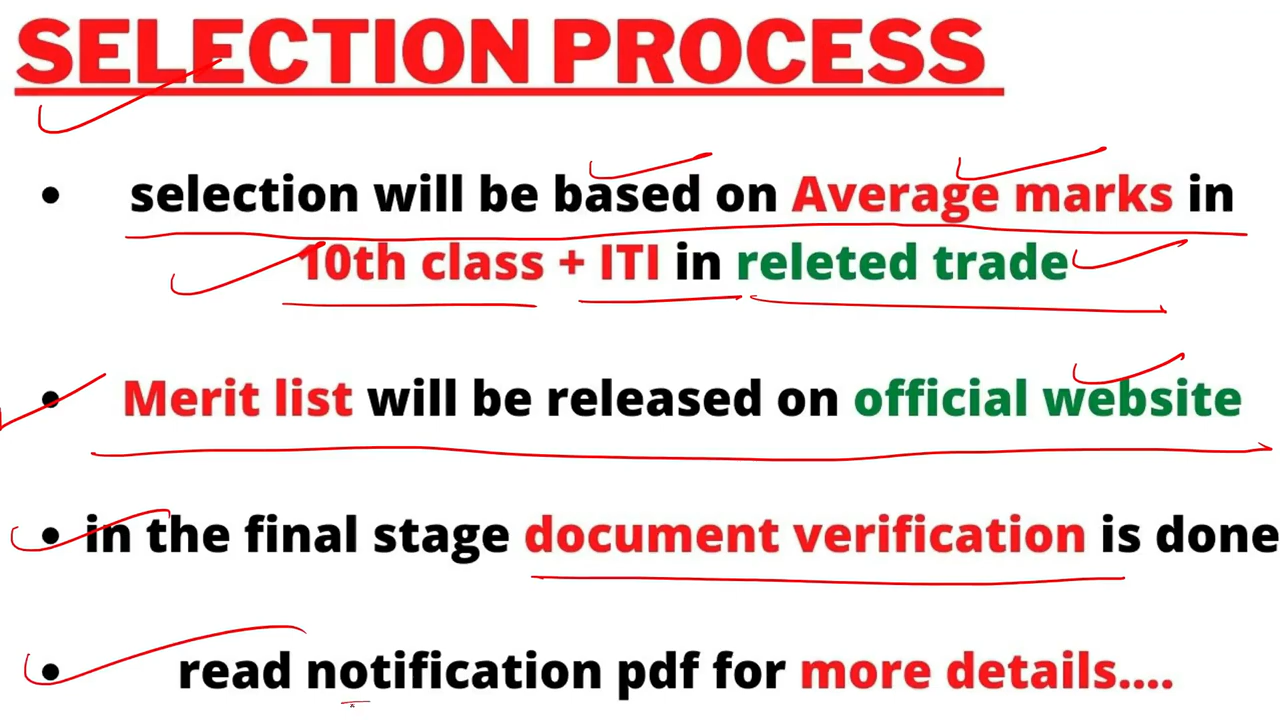 SELECTION PROCESS
• selection will be based on Average marks in
10th class + ITI in releted trade
• Merit list will be released on official website
• in the final stage document verification is done
• read notification pdf for more details....